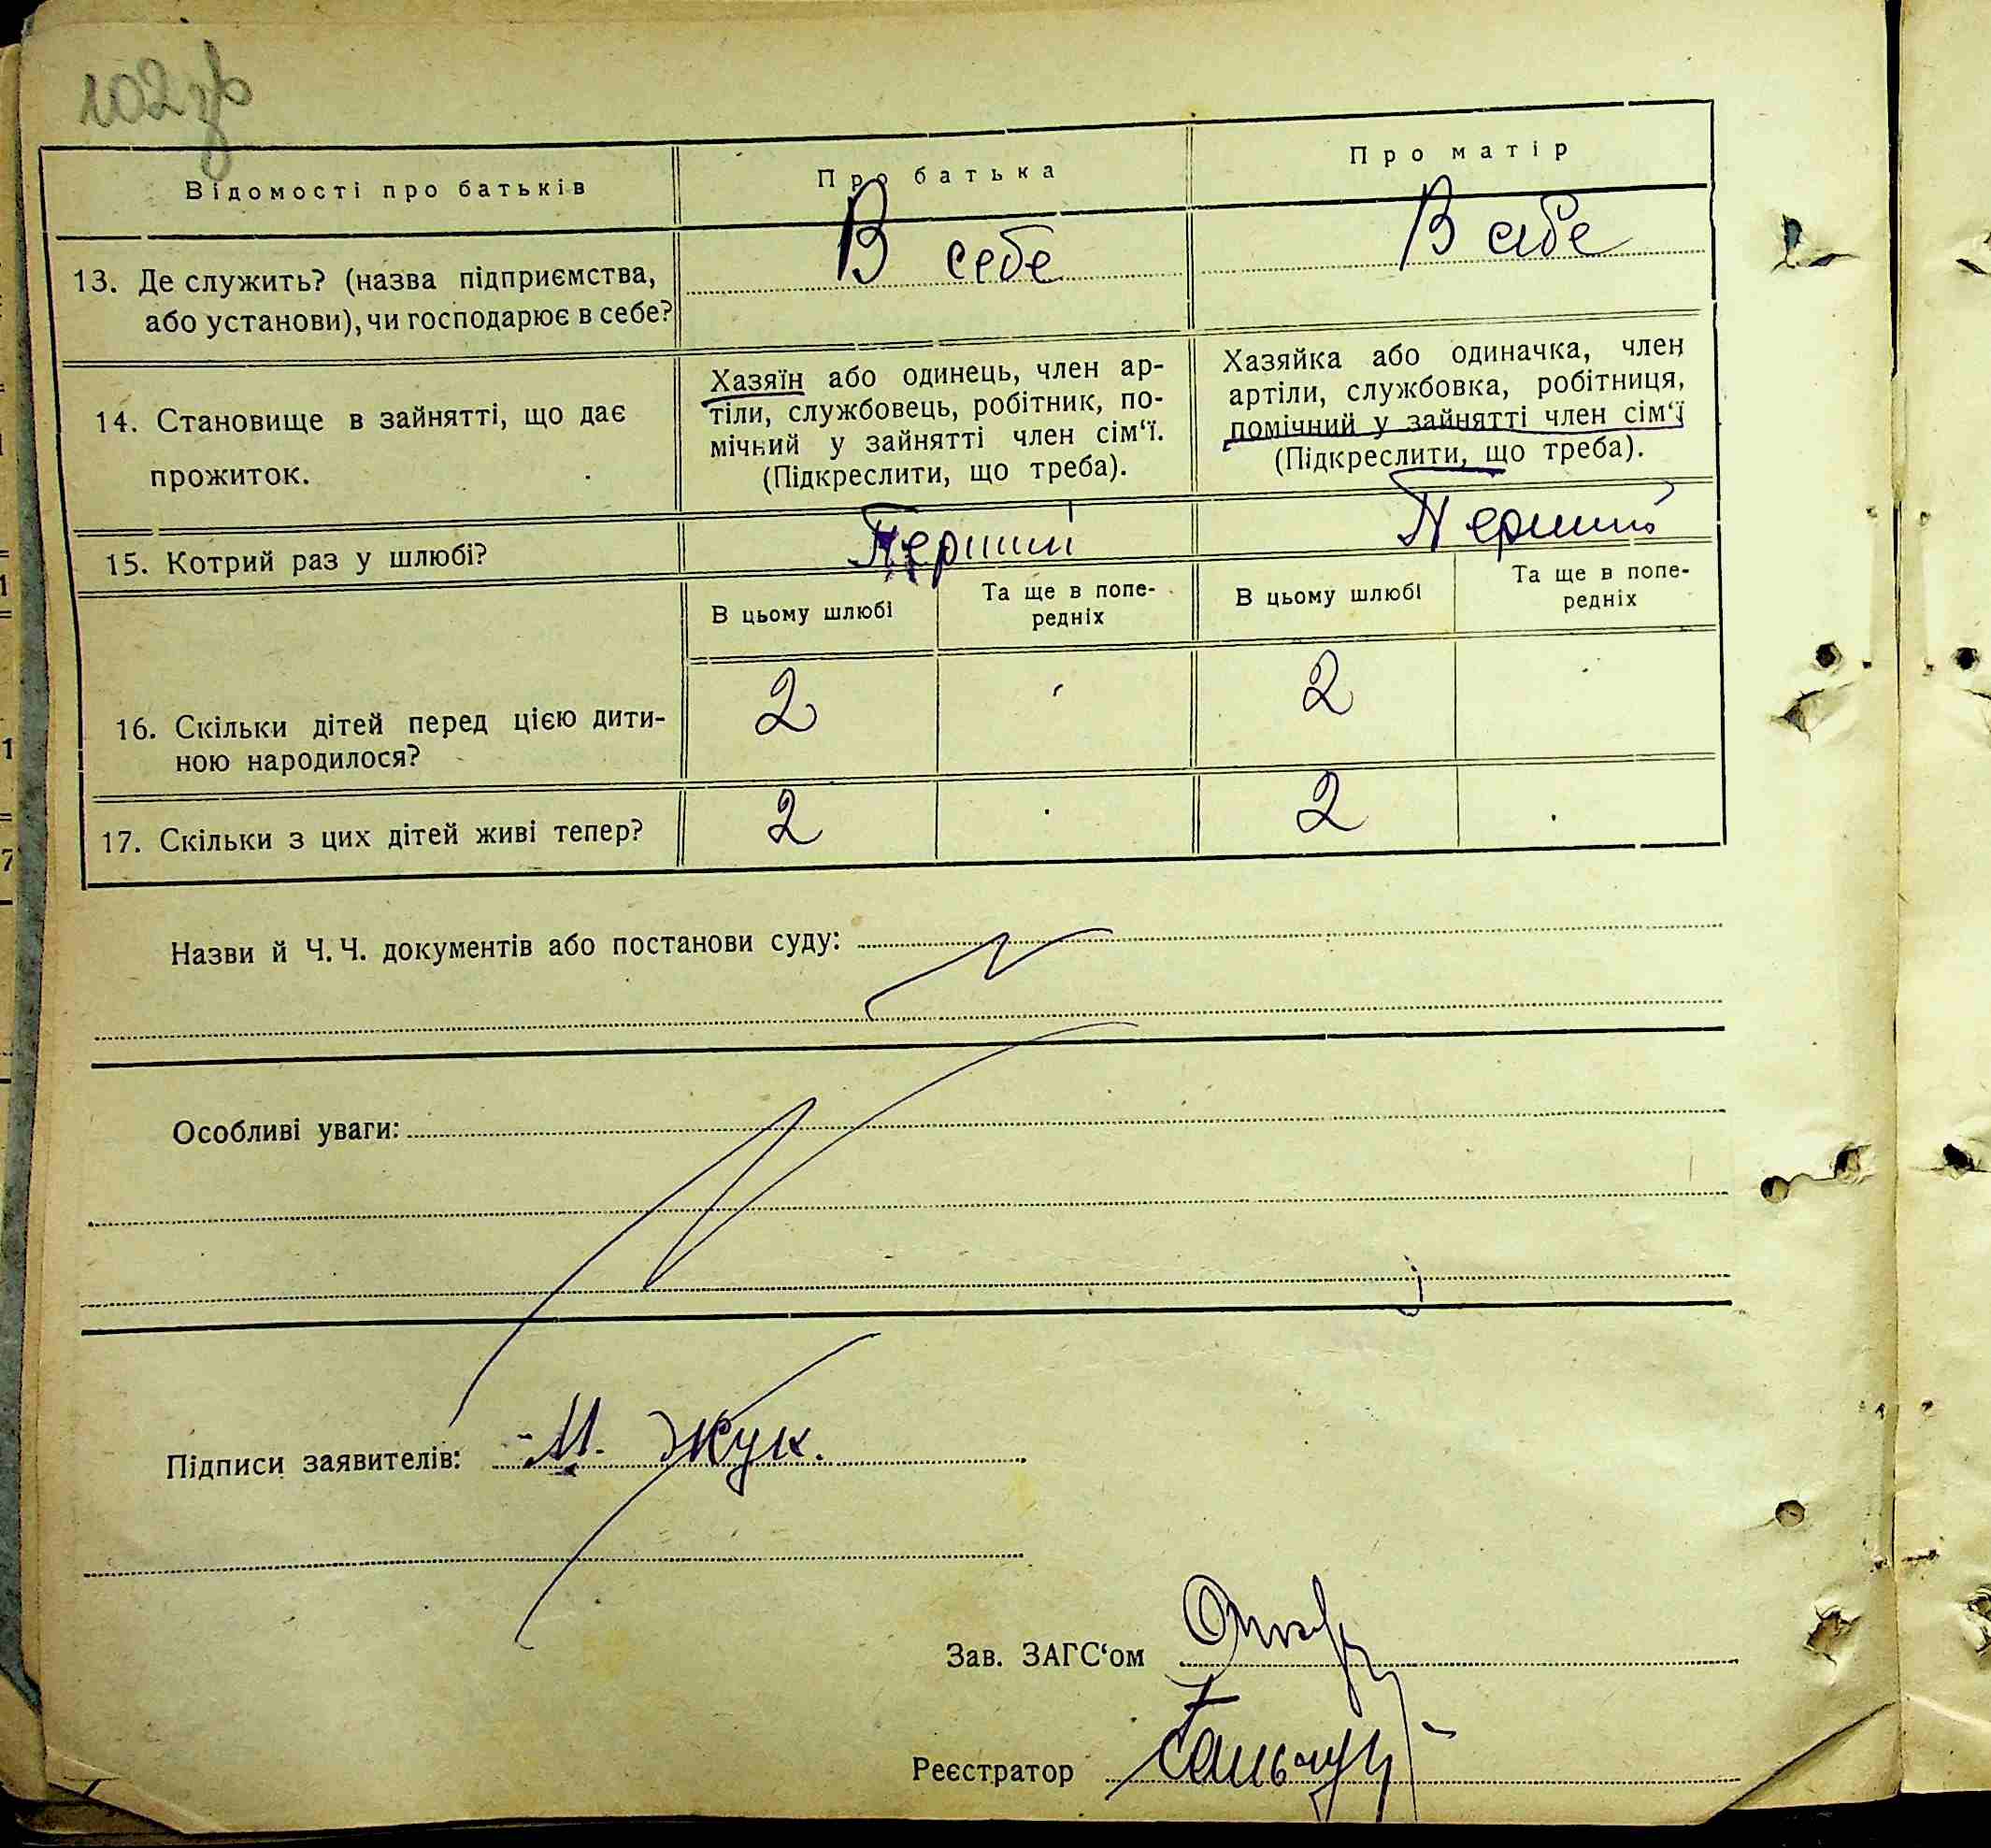 102зв
Відомості про батьків
Про батька
Про матір
13. Де служить? (назва підприємства,
або установи), чи господарює в себе?
В себе
В себе
14. Становище в зайнятті, що дає
прожиток.
Хазяїн або одинець, член ар-
тіли, службовець, робітник, по-
мічний у зайнятті член сім‘ї.
(Підкреслити, що треба).
Хазяйка або одиначка, член
артіли, службовка, робітниця,
помічний у зайнятті член сім‘ї
(Підкреслити, що треба).
15. Котрий раз у шлюбі?
Перший
Перший
В цьому шлюбі
Та ще в попе-
редніх
В цьому шлюбі
Та ще в попе-
редніх
16. Скільки дітей перед цією дити-
ною народилося?
2
2
17. Скільки з цих дітей живі тепер?
2
2
Назви й Ч. Ч. документів або постанови суду:
Особливі уваги:
Підписи заявителів: М. Жук.
Зав. ЗАГС‘ом
Реєстратор